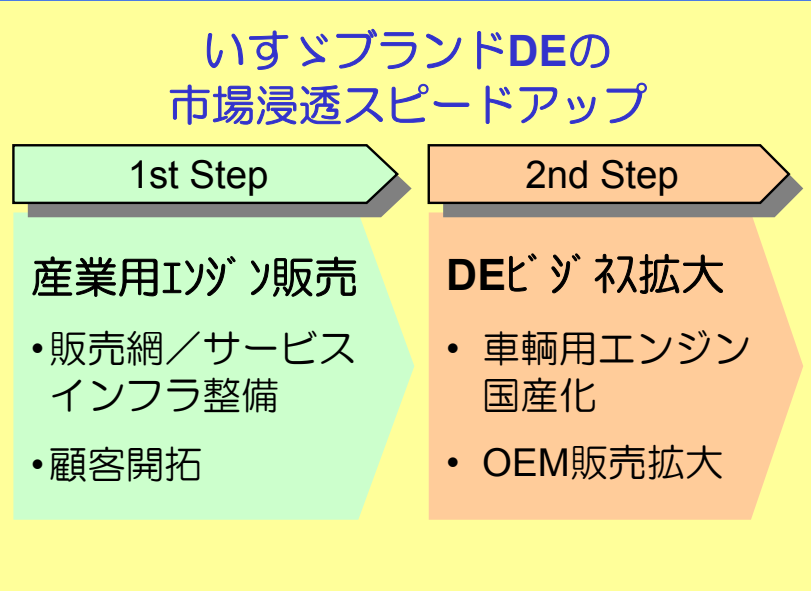 いすゞブランドDEの
市場浸透スピードアップ
1st Step
産業用ｴﾝｼﾞﾝ販売
•販売網／サービス
インフラ整備
•顧客開拓
2nd Step
DEﾋﾞｼﾞﾈｽ拡大
• 車輌用エンジン
国産化
• OEM販売拡大